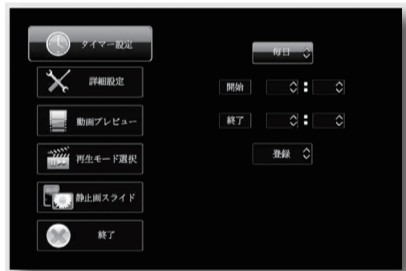 タイマー設定
毎日
詳細設定
開始 :
動画プレビュー
終了 :
再生モード選択
登録
静止画スライド
終了